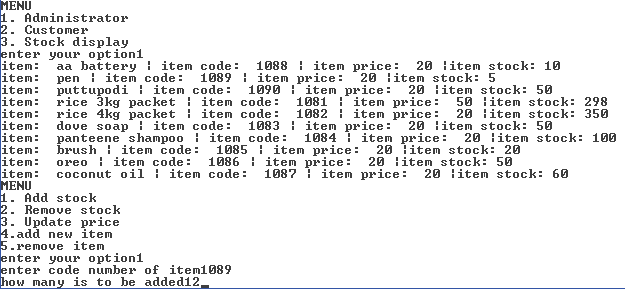 MENU
1. Administrator
2. Customer
3. Stock display
enter your option1
item:  aa battery ¦ item code:  1088 ¦ item price:  20 ¦item stock: 10
item:  pen ¦ item code:  1089 ¦ item price:  20 ¦item stock: 5
item:  puttupodi ¦ item code:  1090 ¦ item price:  20 ¦item stock: 50
item:  rice 3kg packet ¦ item code:  1081 ¦ item price:  50 ¦item stock: 298
item:  rice 4kg packet ¦ item code:  1082 ¦ item price:  20 ¦item stock: 350
item:  dove soap ¦ item code:  1083 ¦ item price:  20 ¦item stock: 50
item:  panteene shampoo ¦ item code:  1084 ¦ item price:  20 ¦item stock: 100
item:  brush ¦ item code:  1085 ¦ item price:  20 ¦item stock: 20
item:  oreo ¦ item code:  1086 ¦ item price:  20 ¦item stock: 50
item:  coconut oil ¦ item code:  1087 ¦ item price:  20 ¦item stock: 60
MENU
1. Add stock
2. Remove stock
3. Update price
4.add new item
5.remove item
enter your option1
enter code number of item1089
how many is to be added12_